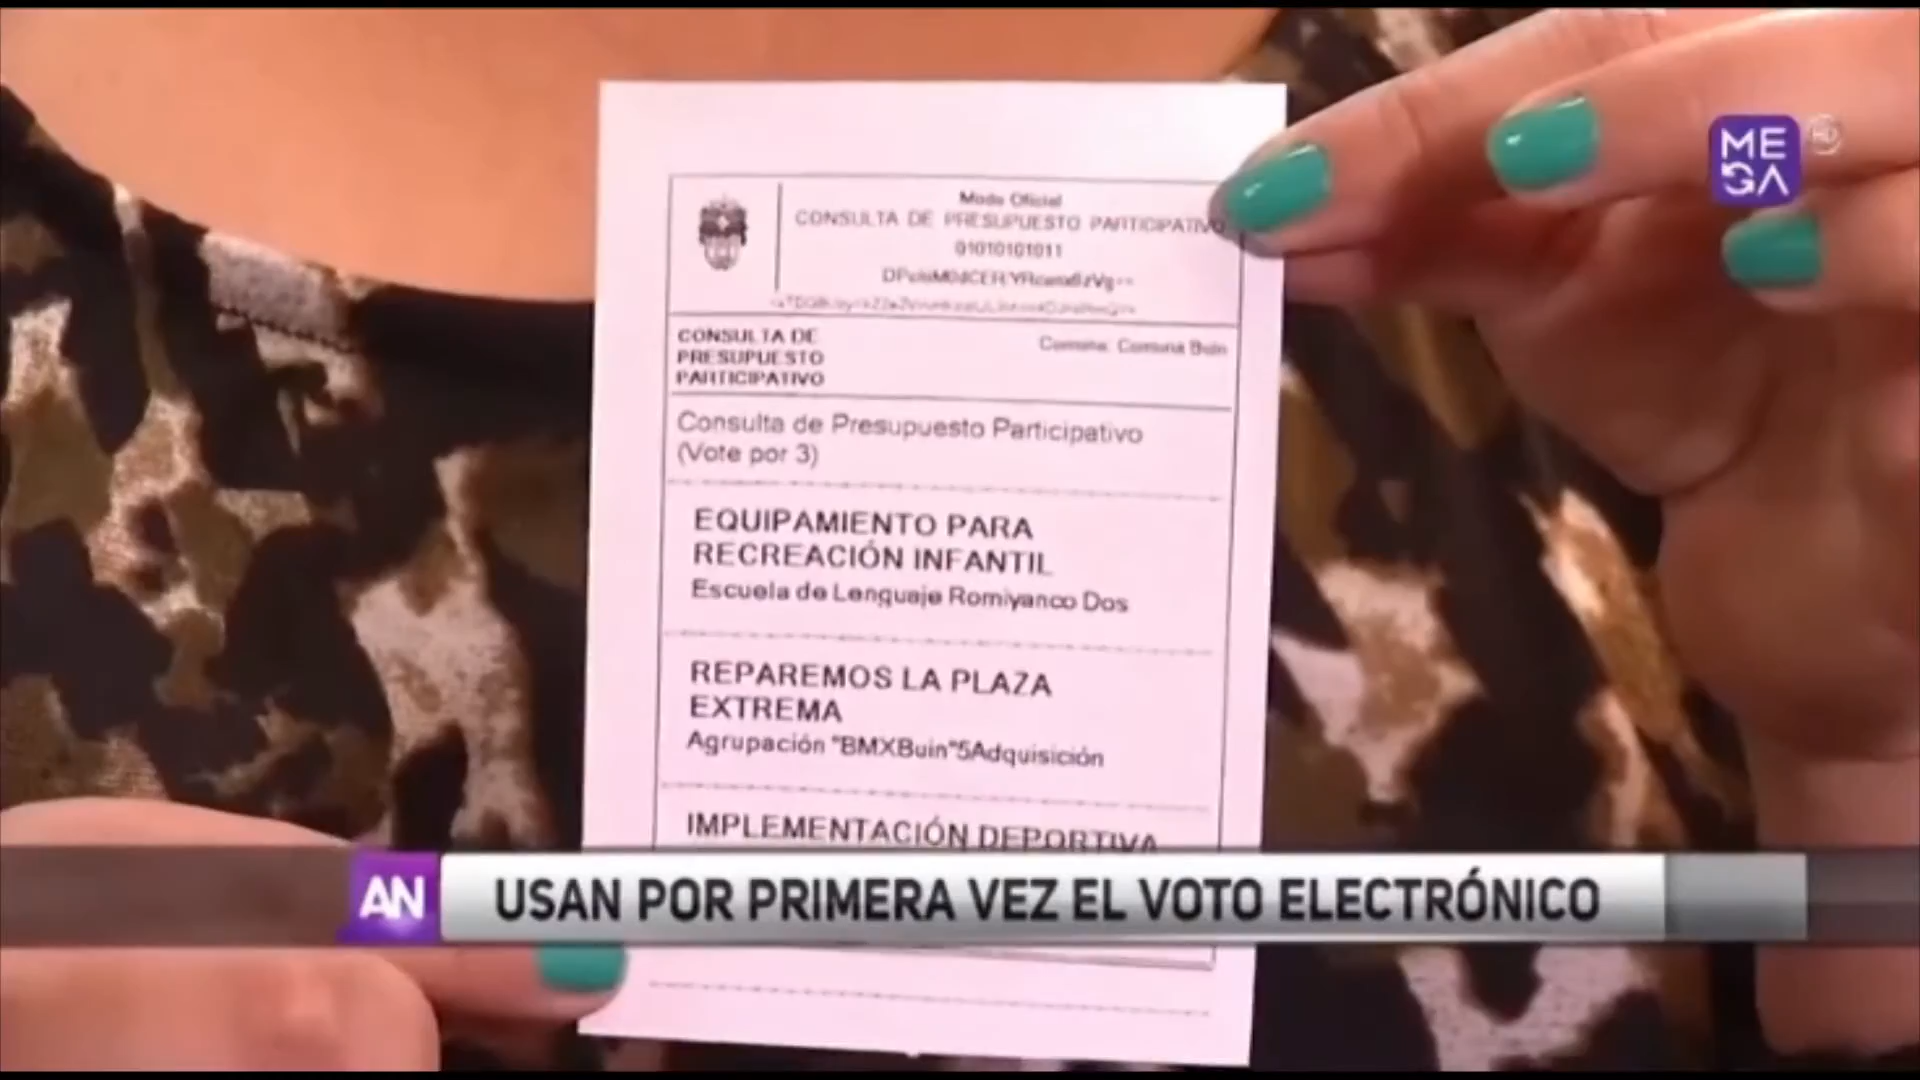 MEGA
HD
Modo Oficial
CONSULTA DE PRESUPUESTO PARTICIPATIVO
01010101011
CONSULTA DE
PRESUPUESTO
PARTICIPATIVO
Comuna: Comuna Buin
Consulta de Presupuesto Participativo
(Vote por 3)
EQUIPAMIENTO PARA
RECREACIÓN INFANTIL
Escuela de Lenguaje Romiyanco Dos
REPAREMOS LA PLAZA
EXTREMA
Agrupación "BMXBuin"5Adquisición
IMPLEMENTACIÓN DEPORTIVA
AN
USAN POR PRIMERA VEZ EL VOTO ELECTRÓNICO